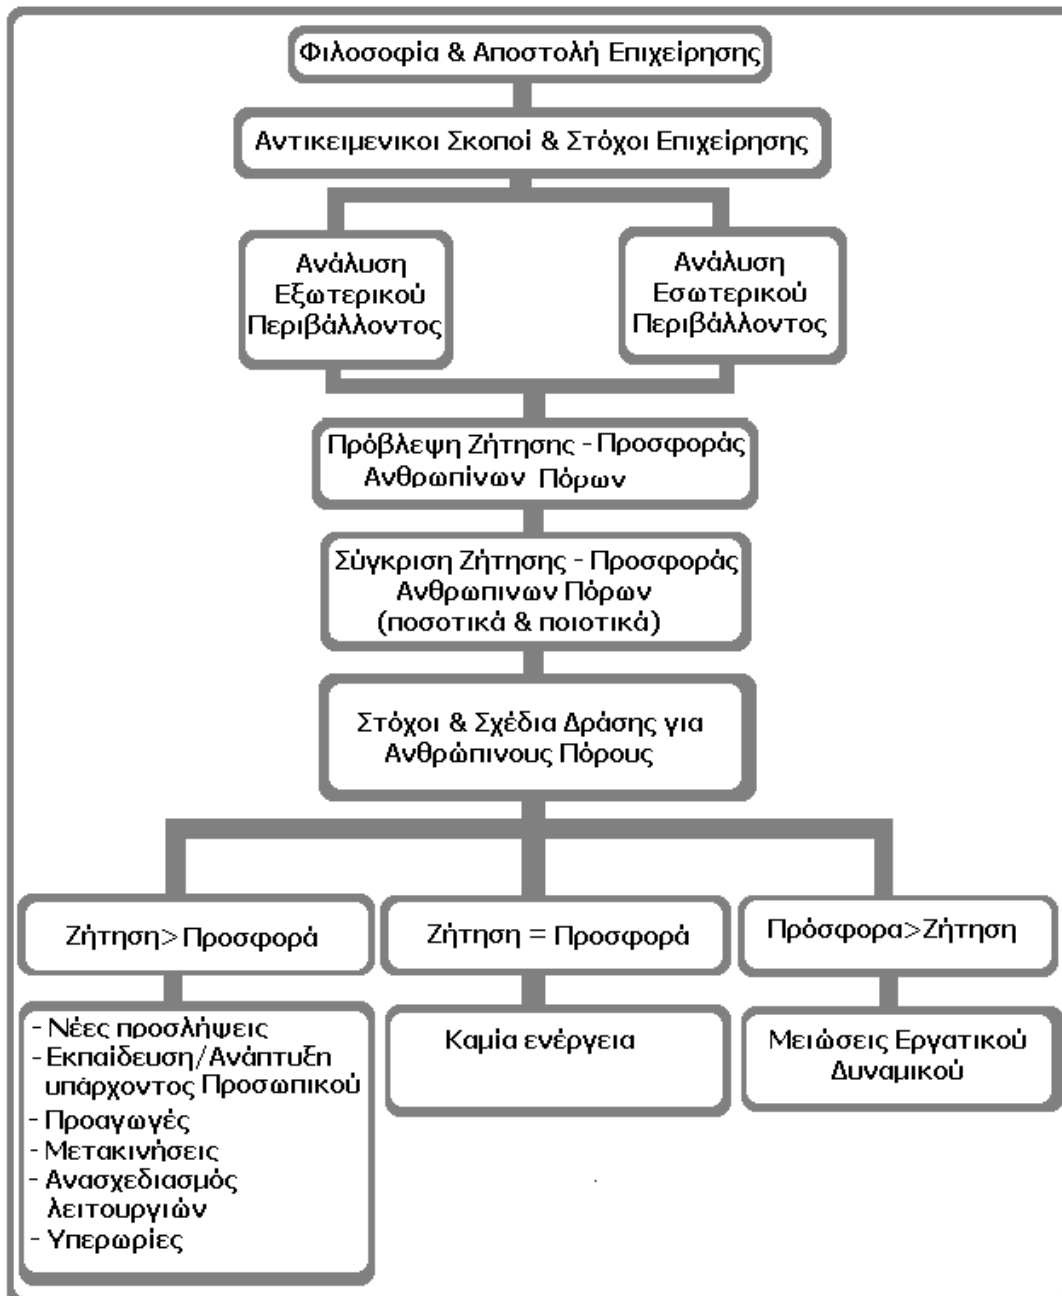 Φιλοσοφία & Αποστολή Επιχείρησης
Αντικειμενικοι Σκοποί & Στόχοι Επιχείρησης
Ανάλυση
Εξωτερικού
Περιβάλλοντος
Ανάλυση
Εσωτερικού
Περιβάλλοντος
Πρόβλεψη Ζήτησης - Προσφοράς
Ανθρωπίνων Πόρων
Σύγκριση Ζήτησης - Προσφοράς
Ανθρωπινων Πόρων
(ποσοτικά & ποιοτικά)
Στόχοι & Σχέδια Δράσης για
Ανθρώπινους Πόρους
Ζήτηση> Προσφορά
Ζήτηση = Προσφορά
Πρόσφορα>Ζήτηση
- Νέες προσλήψεις
- Εκπαίδευση/Ανάπτυξη
υπάρχοντος Προσωπικού
- Προαγωγές
- Μετακινήσεις
- Ανασχεδιασμός
λειτουργιών
- Υπερωρίες
Καμία ενέργεια
Μειώσεις Εργατικού
Δυναμικού